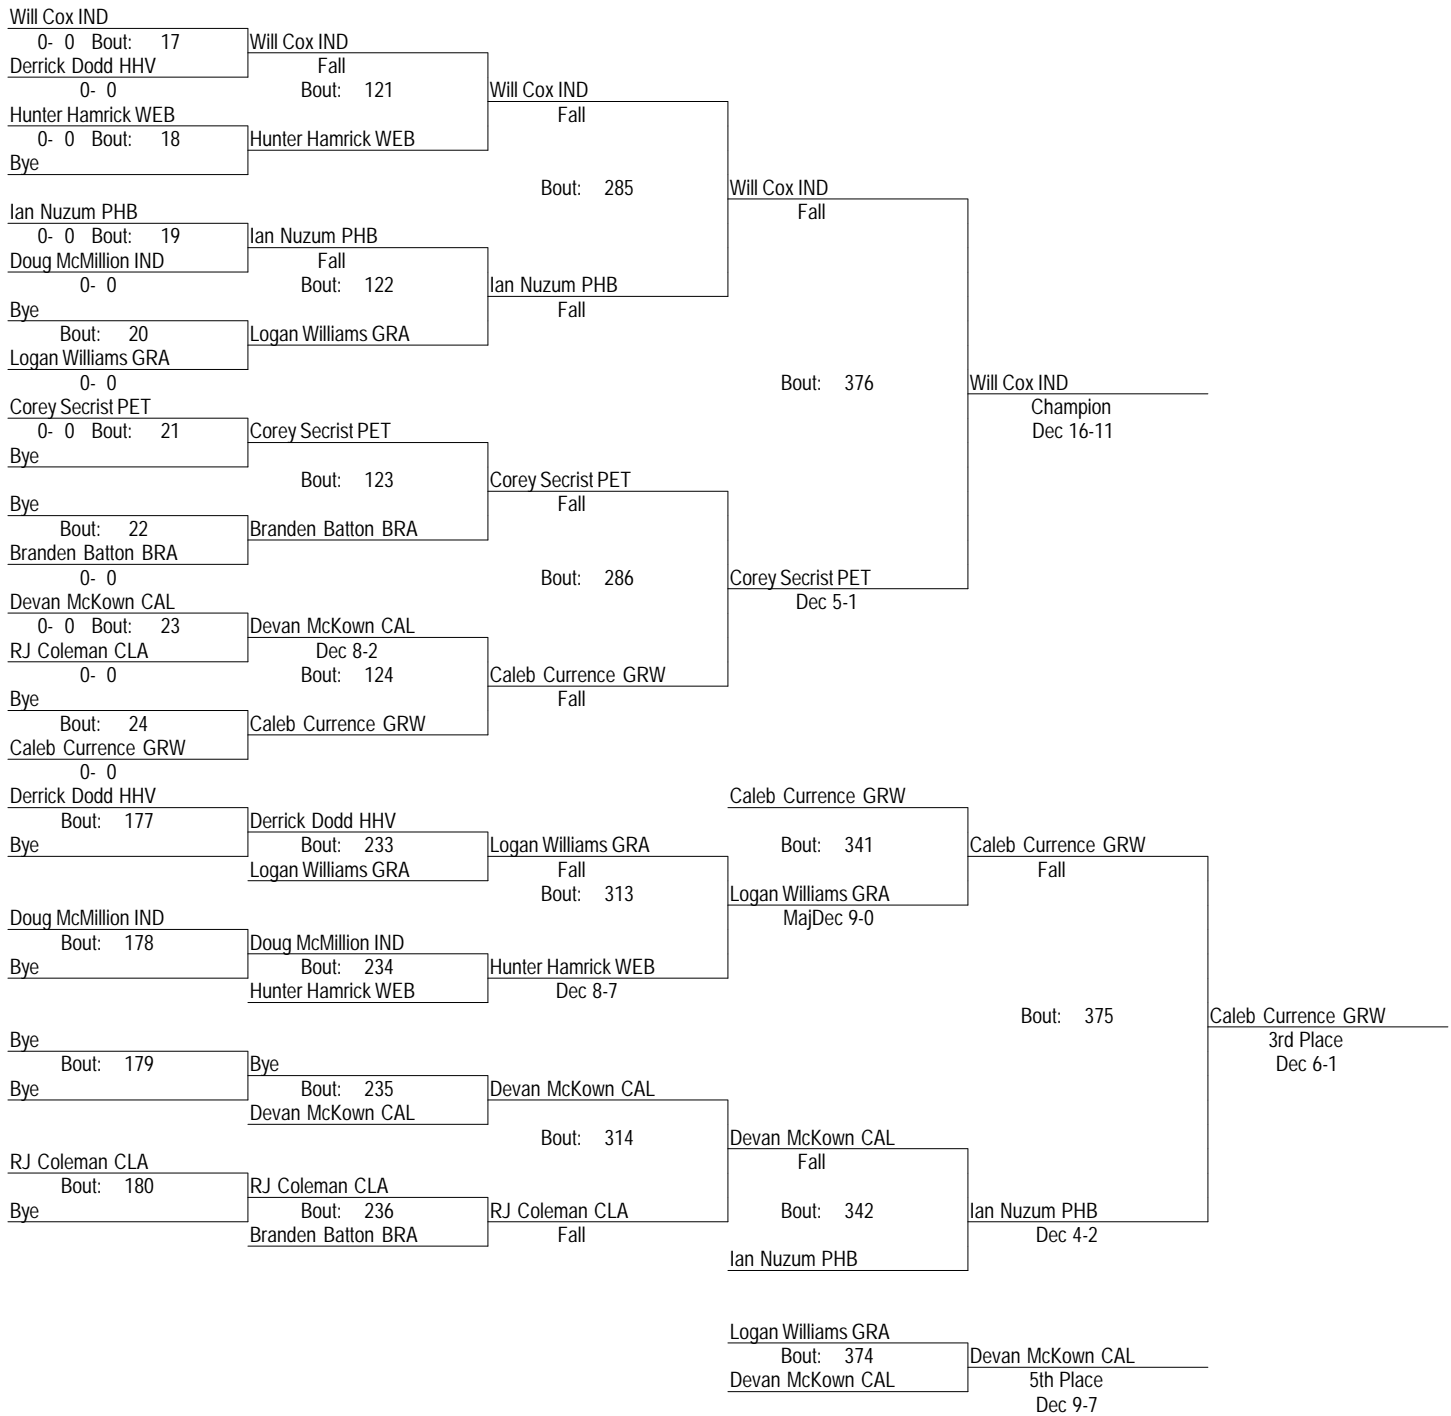 Will Cox IND
0- 0 Bout: 17 Will Cox IND
Derrick Dodd HHV Fall
0- 0 Bout: 121 Will Cox IND
Hunter Hamrick WEB Fall
0- 0 Bout: 18 Hunter Hamrick WEB
Bye
Bout: 285 Will Cox IND
Ian Nuzum PHB Fall
0- 0 Bout: 19 Ian Nuzum PHB
Doug McMillion IND Fall
0- 0 Bout: 122 Ian Nuzum PHB
Bye Fall
Bout: 20 Logan Williams GRA
Logan Williams GRA
0- 0 Bout: 376 Will Cox IND
Corey Secrist PET Champion
0- 0 Bout: 21 Corey Secrist PET Dec 16-11
Bye
Bout: 123 Corey Secrist PET
Bye Fall
Bout: 22 Branden Batton BRA
Branden Batton BRA
0- 0 Bout: 286 Corey Secrist PET
Devan McKown CAL Dec 5-1
0- 0 Bout: 23 Devan McKown CAL
RJ Coleman CLA Dec 8-2
0- 0 Bout: 124 Caleb Currence GRW
Bye Fall
Bout: 24 Caleb Currence GRW
Caleb Currence GRW
0- 0
Derrick Dodd HHV Caleb Currence GRW
Bout: 177 Derrick Dodd HHV
Bye Bout: 233 Logan Williams GRA Bout: 341 Caleb Currence GRW
Logan Williams GRA Fall Fall
Bout: 313 Logan Williams GRA
Doug McMillion IND MajDec 9-0
Bout: 178 Doug McMillion IND
Bye Bout: 234 Hunter Hamrick WEB
Hunter Hamrick WEB Dec 8-7
Bout: 375 Caleb Currence GRW
Bye 3rd Place
Bout: 179 Bye Dec 6-1
Bye Bout: 235 Devan McKown CAL
Devan McKown CAL
Bout: 314 Devan McKown CAL
RJ Coleman CLA Fall
Bout: 180 RJ Coleman CLA
Bye Bout: 236 RJ Coleman CLA Bout: 342 Ian Nuzum PHB
Branden Batton BRA Fall Dec 4-2
Ian Nuzum PHB
Logan Williams GRA
Bout: 374 Devan McKown CAL
Devan McKown CAL 5th Place
Dec 9-7